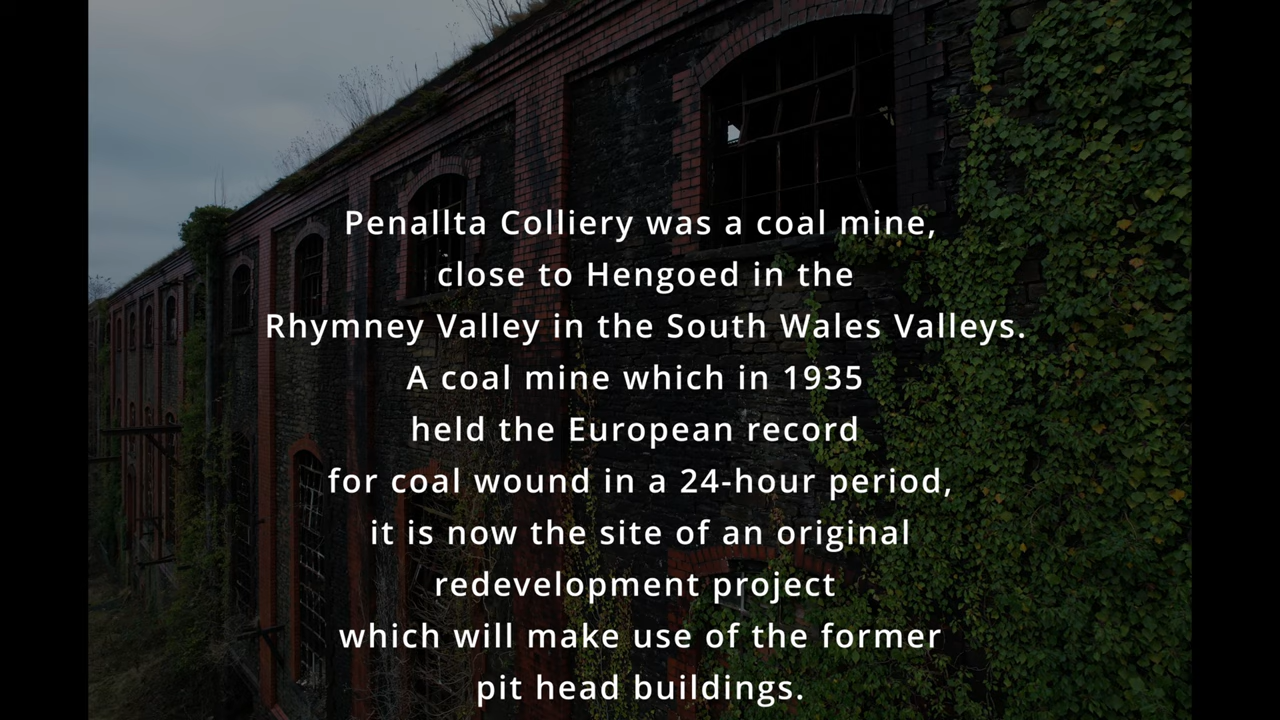 Penallta Colliery was a coal mine,
close to Hengoed in the
Rhymney Valley in the South Wales Valleys.
A coal mine which in 1935
held the European record
for coal wound in a 24-hour period,
it is now the site of an original
redevelopment project
which will make use of the former
pit head buildings.